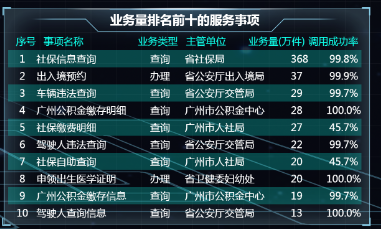 业务量排名前十的服务事项
序号 事项名称 业务类型 主管单位 业务量(万件) 调用成功率
1 社保信息查询 查询 省社保局 368 99.8%
2 出入境预约 办理 省公安厅出入境局 37 99.9%
3 车辆违法查询 查询 省公安厅交管局 29 99.7%
4 广州公积金缴存明细 查询 广州市公积金中心 28 100.0%
5 社保缴费明细 查询 广州市人社局 27 45.7%
6 驾驶人违法查询 查询 省公安厅交管局 22 99.7%
7 社保自助查询 查询 广州市人社局 20 45.7%
8 申领出生医学证明 办理 省卫健委妇幼处 20 100.0%
9 广州公积金缴存信息 查询 广州市公积金中心 19 99.7%
10 驾驶人查询信息 查询 省公安厅交管局 13 100.0%